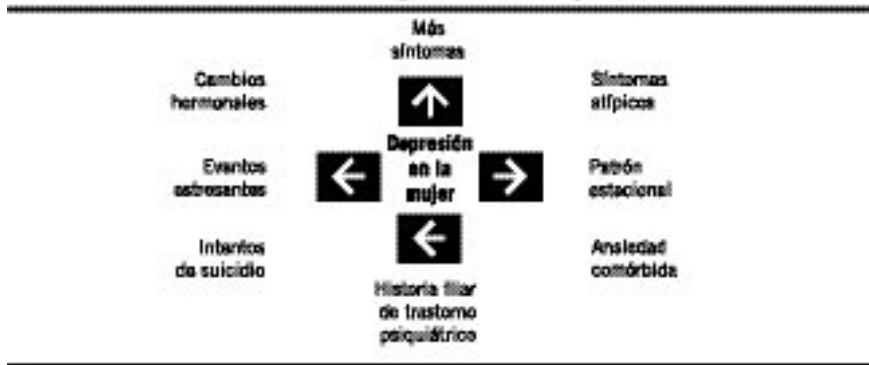 Más
síntomas
Cambios
hormonales
Síntomas
atípicos
Depresión
en la
mujer
Eventos
estresantes
Patrón
estacional
Intentos
de suicidio
Ansiedad
comórbida
Historia filar
de trastorno
psiquiátrico